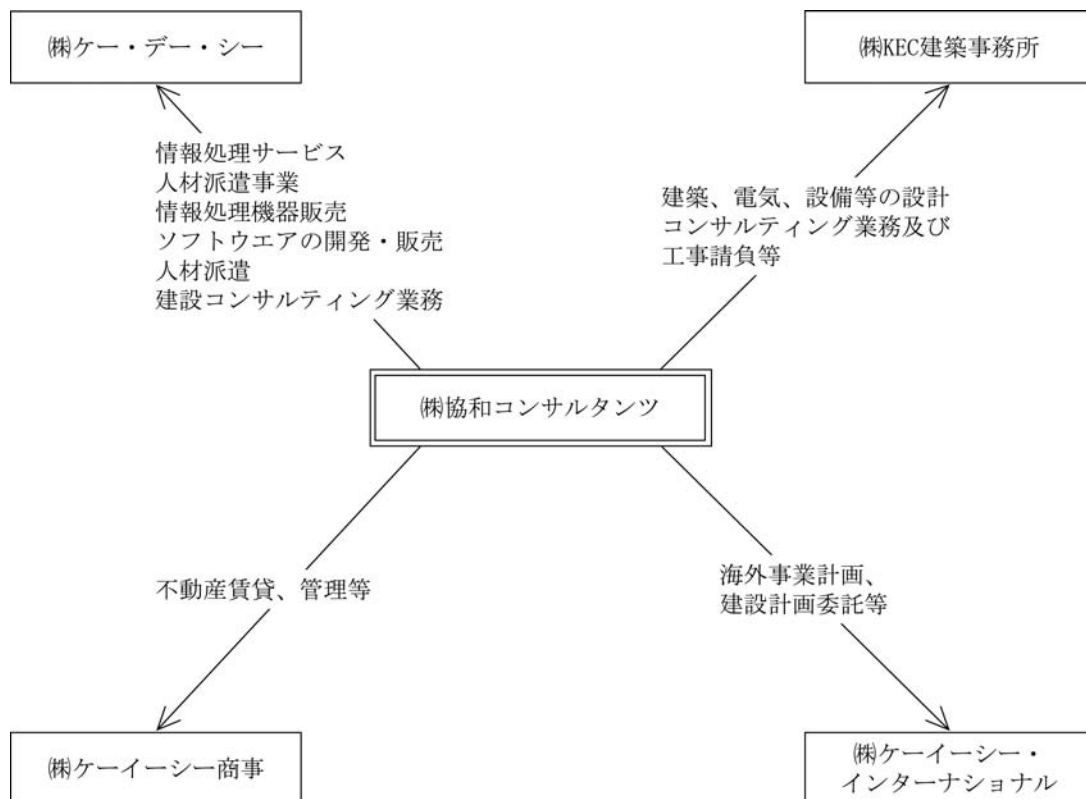 ㈱ケー・デー・シー
㈱KEC建築事務所
情報処理サービス
人材派遣事業
情報処理機器販売
ソフトウエアの開発・販売
人材派遣
建設コンサルティング業務
建築、電気、設備等の設計
コンサルティング業務及び
工事請負等
㈱協和コンサルタンツ
不動産賃貸、管理等
海外事業計画、
建設計画委託等
㈱ケーイーシー商事
㈱ケーイーシー・
インターナショナル